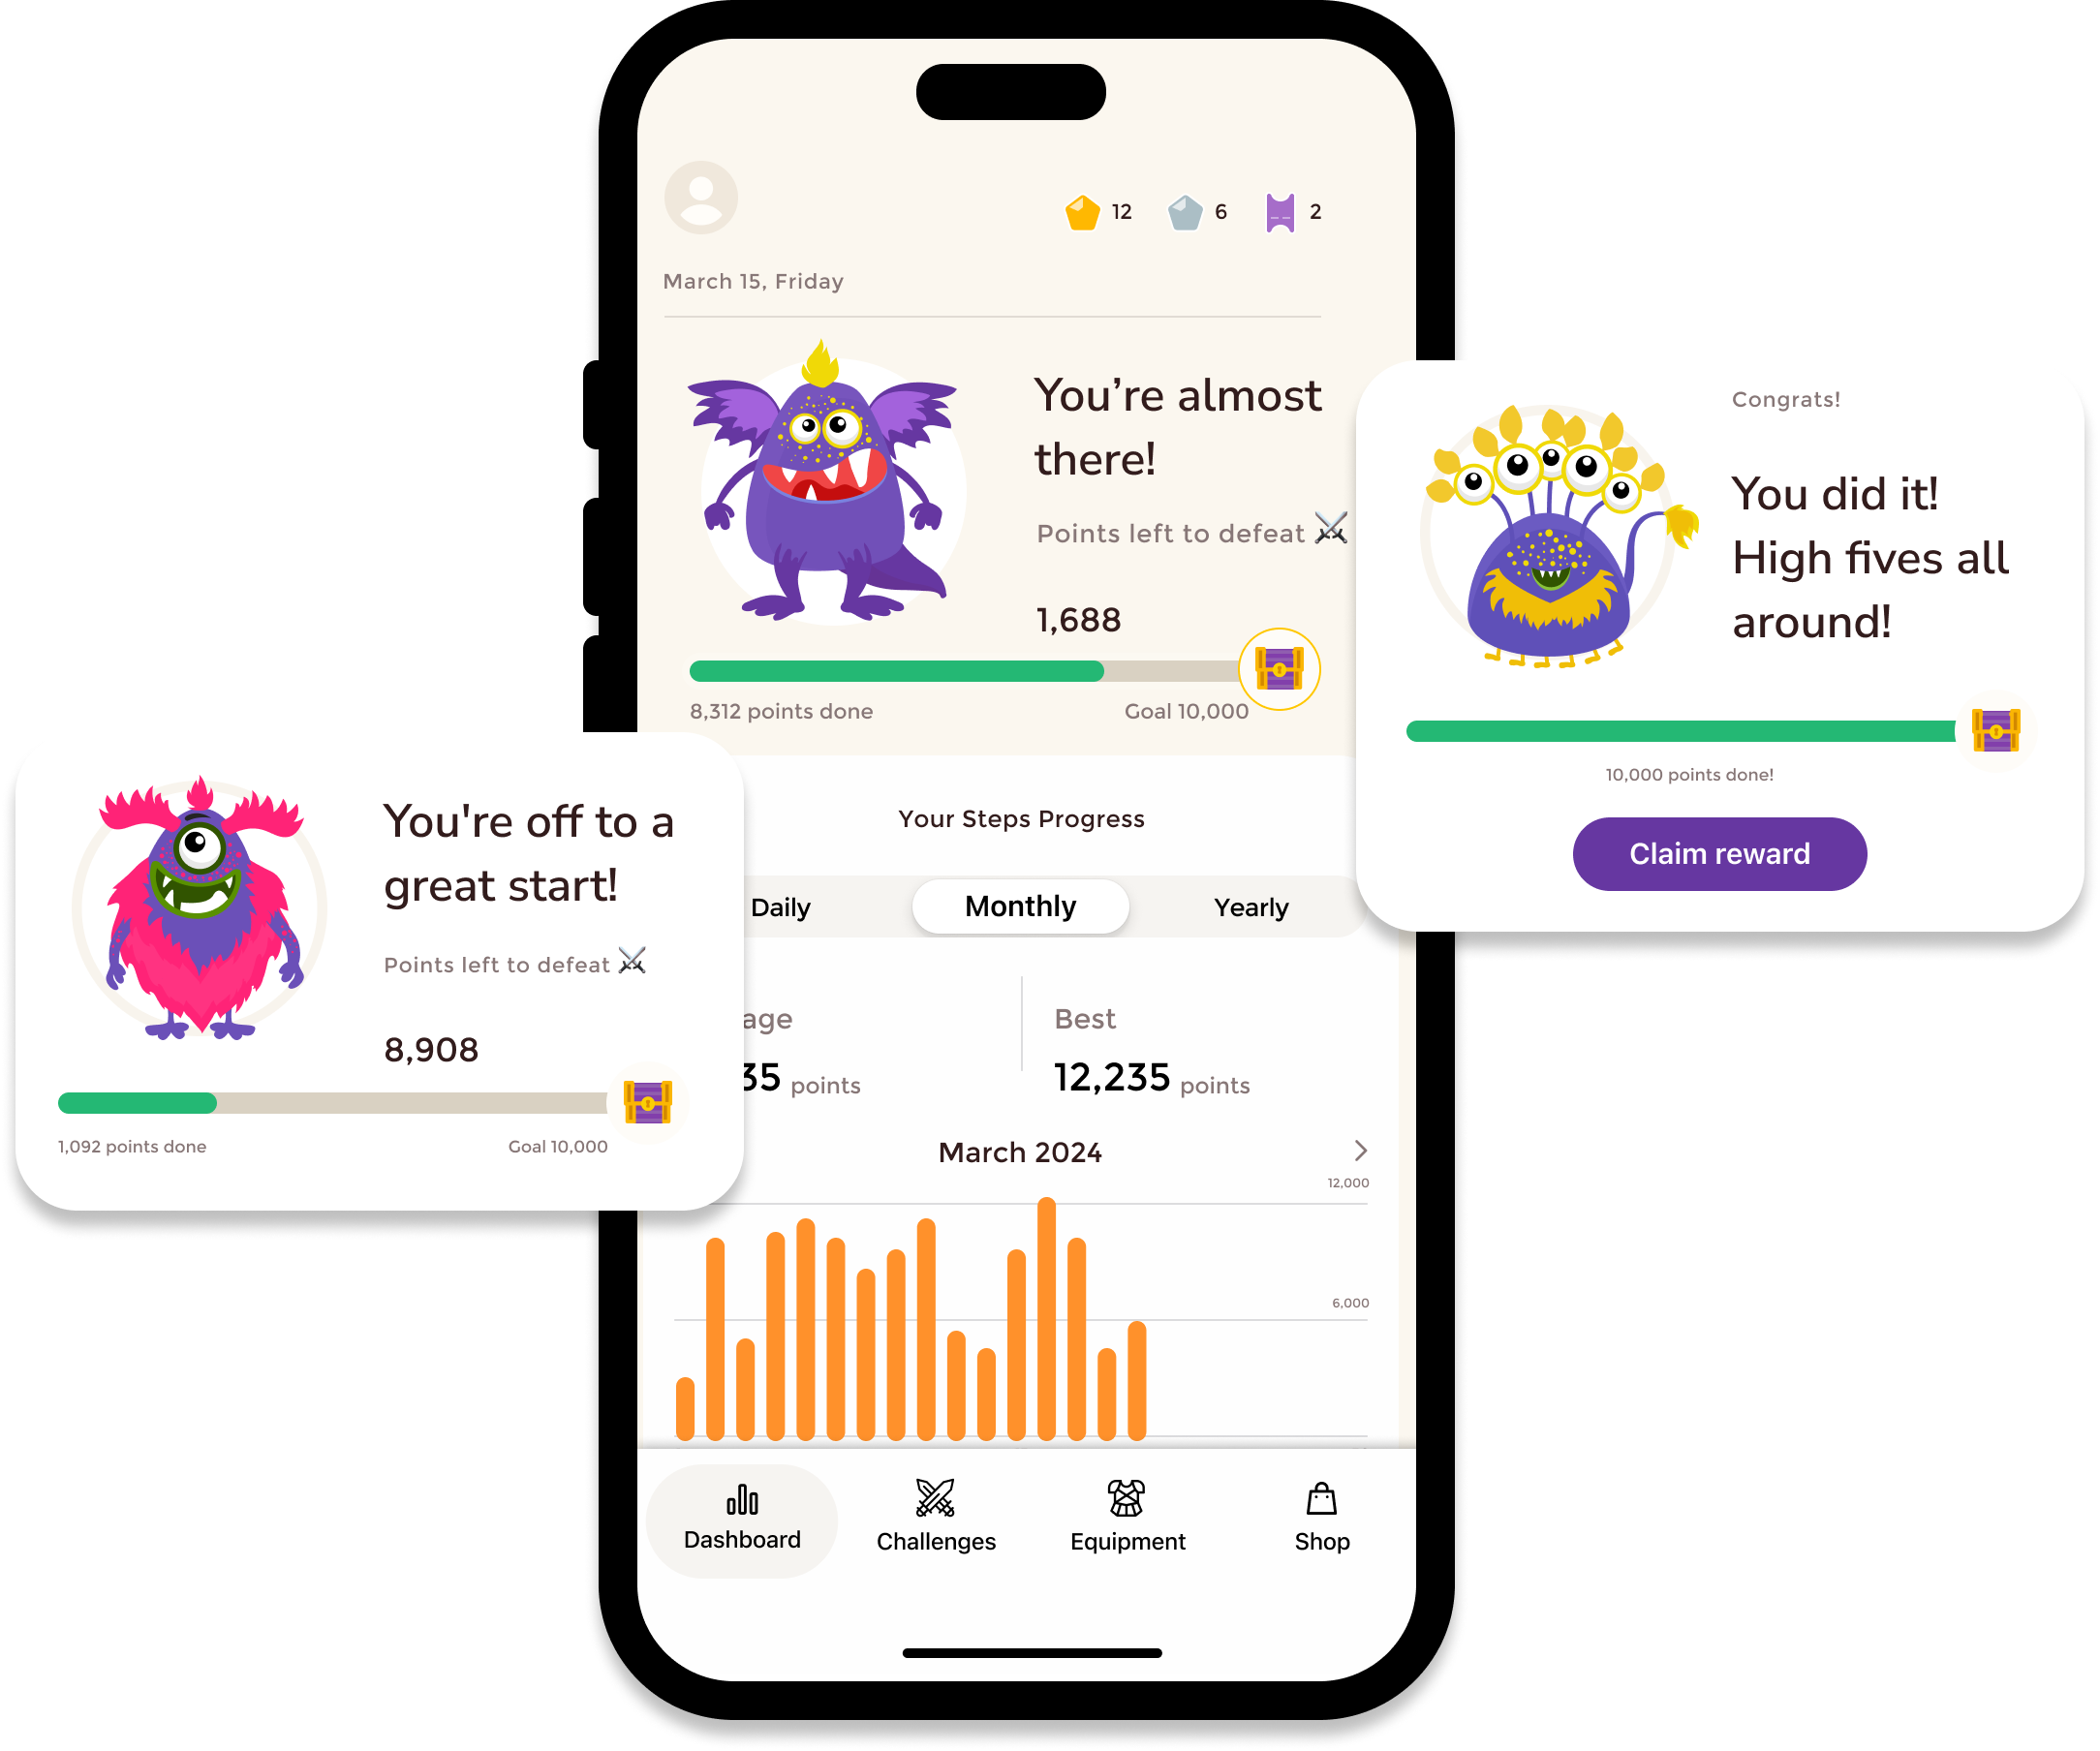 12
6
2
March 15, Friday
You’re almost
there!
Points left to defeat
1,688
8,312 points done
Goal 10,000
Congrats!
You did it!
High fives all
around!
10,000 points done!
Claim reward
You're off to a
great start!
Points left to defeat
8,908
1,092 points done
Goal 10,000
Your Steps Progress
Daily
Monthly
Yearly
Best
points
12,235 points
March 2024
12,000
6,000
Dashboard
Challenges
Equipment
Shop